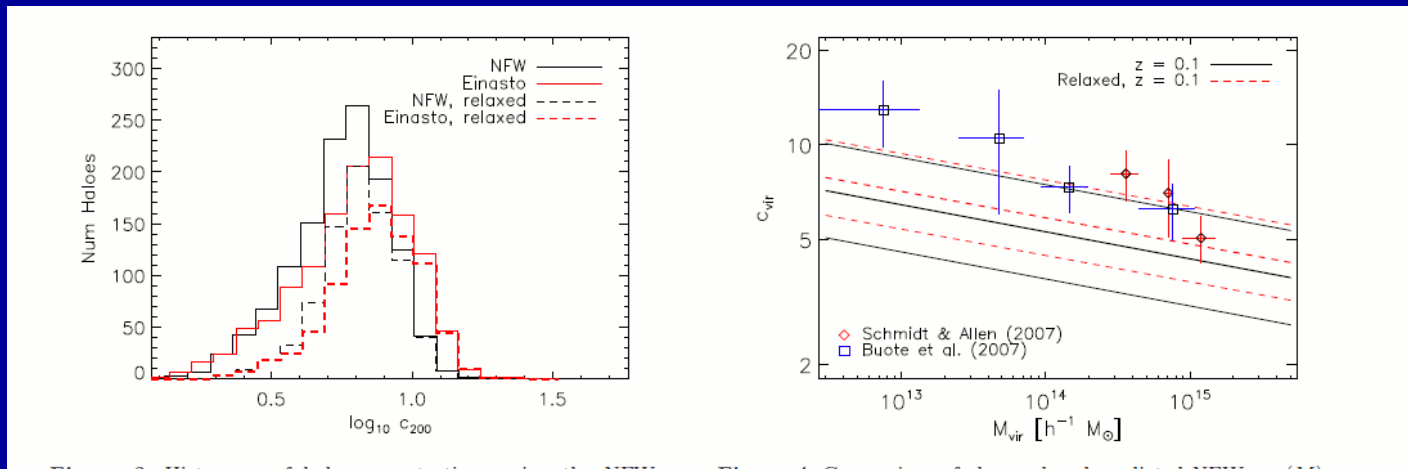 300
250
200
150
100
50
0
Num Haloes
NFW
Einasto
NFW, relaxed
Einasto, relaxed
0.5
1.0
1.5
log10 c200
20
10
5
2
cvir
z = 0.1
Relaxed, z = 0.1
Schmidt & Allen (2007)
Buote et al. (2007)
10^13
10^14
10^15
Mvir [h^-1 M⊙]